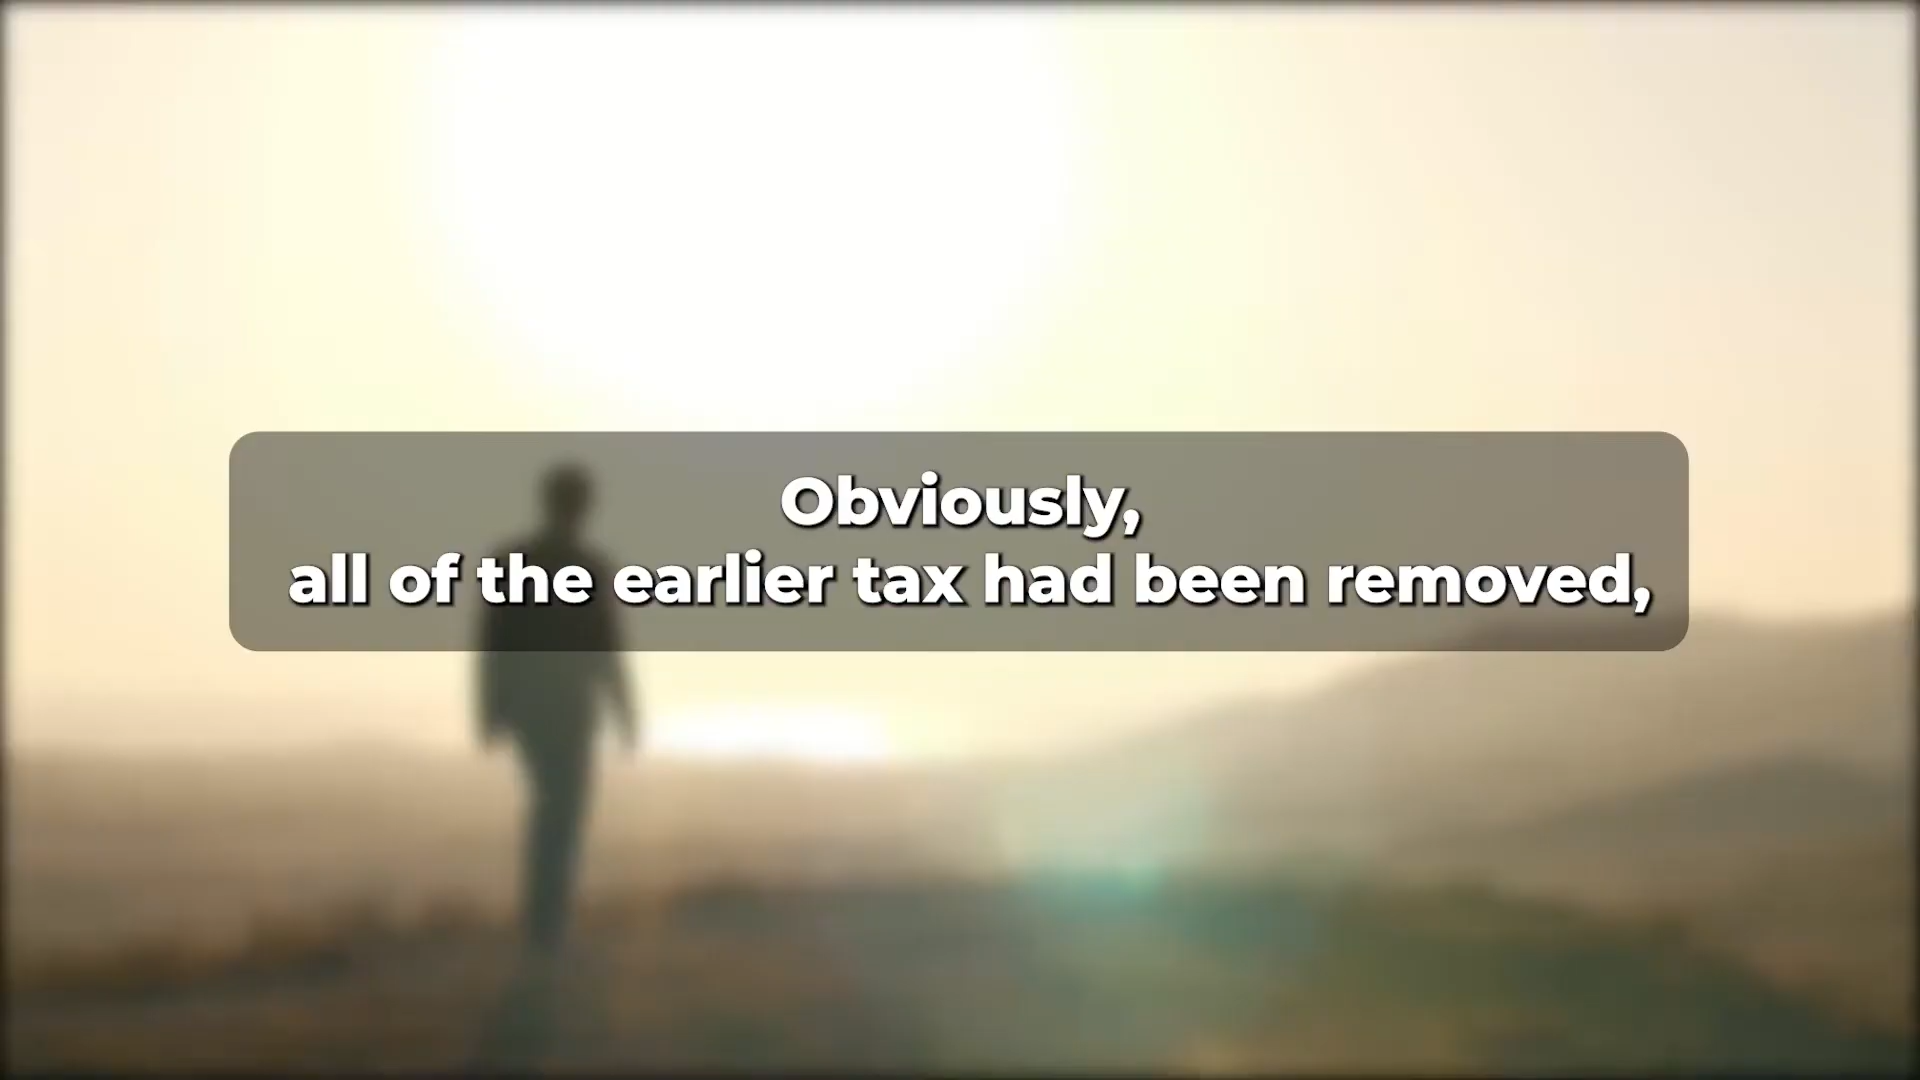 Obviously,
all of the earlier tax had been removed,